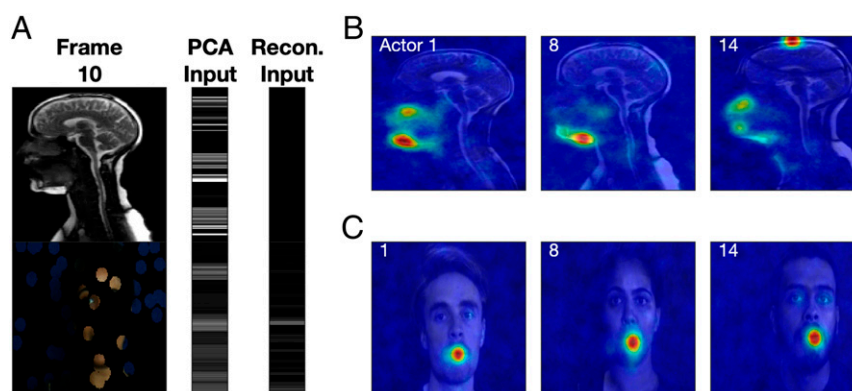 A
Frame
10
PCA
Input
Recon.
Input
B
Actor 1
8
14
C
1
8
14